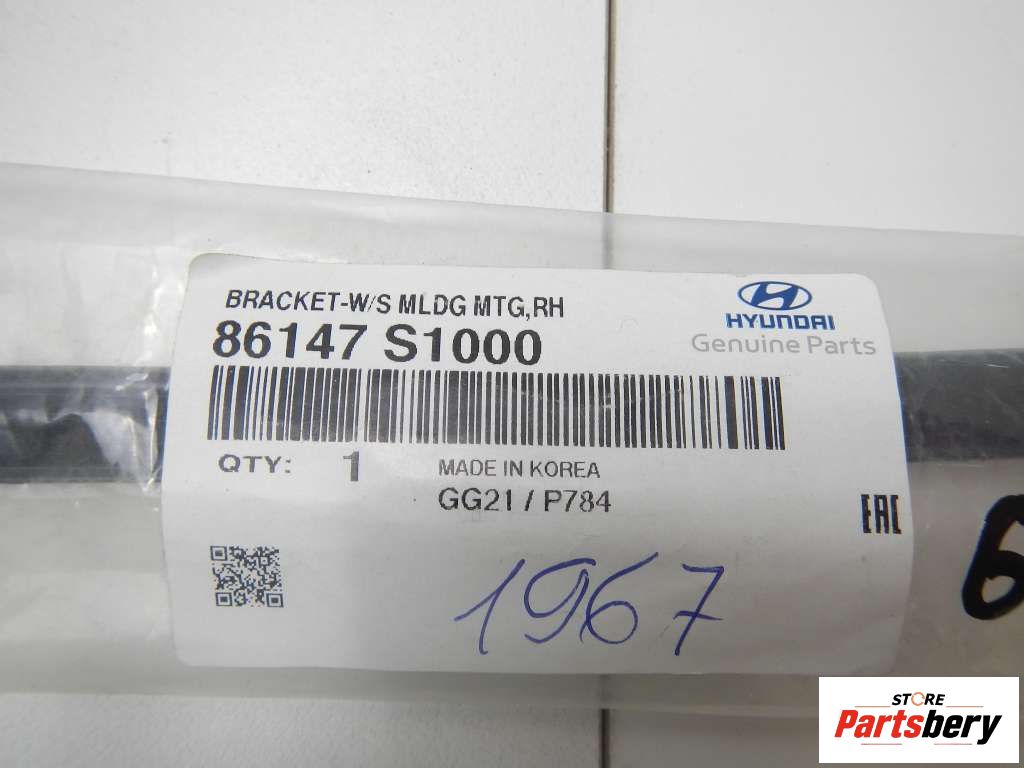 BRACKET-W/S MLDG MTG,RH
86147 S1000
HYUNDAI
Genuine Parts
QTY: 1
MADE IN KOREA
GG21 / P784
EAC
1967
6
STORE
Partsbery